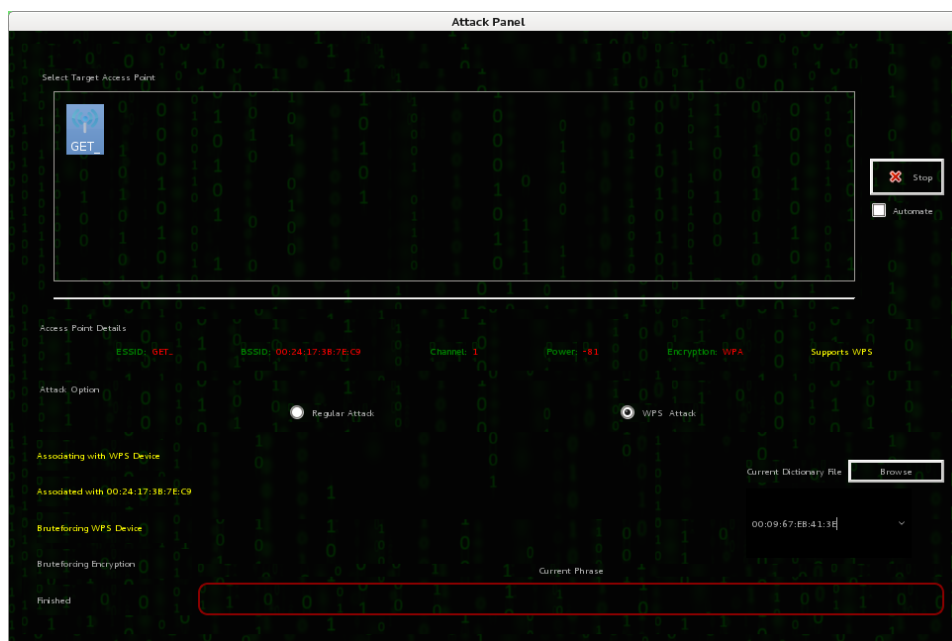 Attack Panel
Select Target Access Point
GET_
Stop
Automate
Access Point Details
ESSID: GET_ BSSID: 00:24:17:3B:7E:C9 Channel: 1 Power: -81 Encryption: WPA Supports WPS
Attack Option
Regular Attack WPS Attack
Associating with WPS Device
Current Dictionary File Browse
Associated with 00:24:17:3B:7E:C9
Bruteforcing WPS Device
00:09:67:EB:41:3E
Bruteforcing Encryption
Current Phrase
Finished